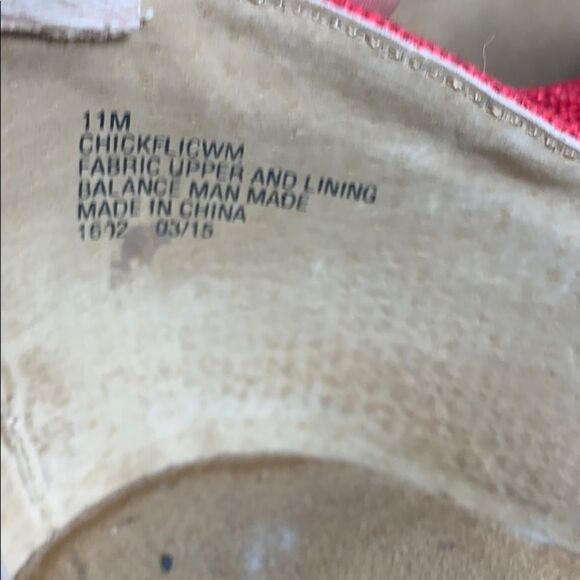 11M
CHICKFLICWM
FABRIC UPPER AND LINING
BALANCE MAN MADE
MADE IN CHINA
1602 03/15